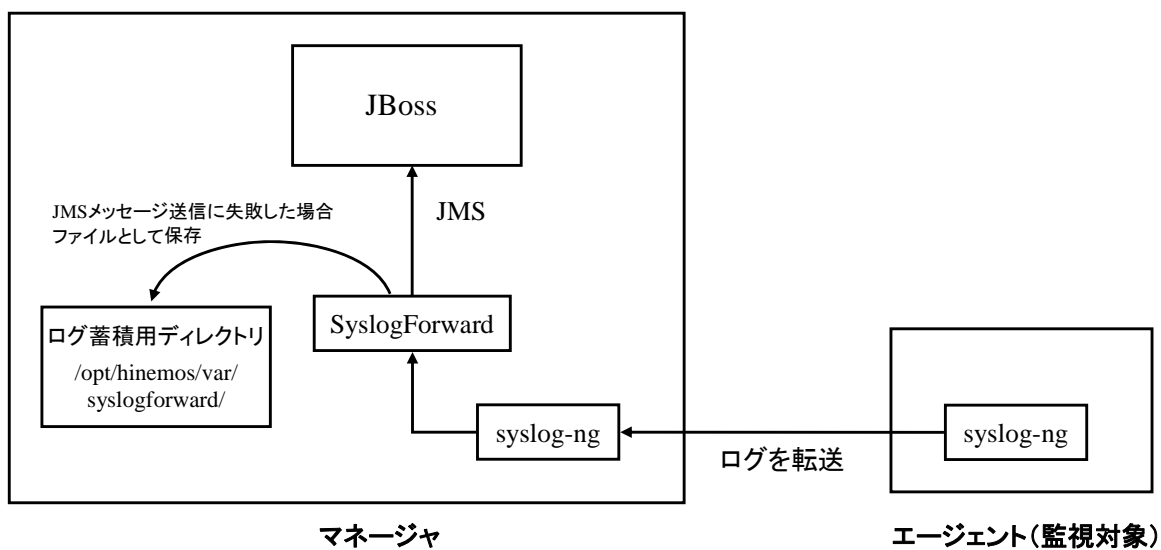 JBoss
JMSメッセージ送信に失敗した場合
ファイルとして保存
JMS
ログ蓄積用ディレクトリ
/opt/hinemos/var/
syslogforward/
SyslogForward
syslog-ng
ログを転送
syslog-ng
マネージャ
エージェント(監視対象)